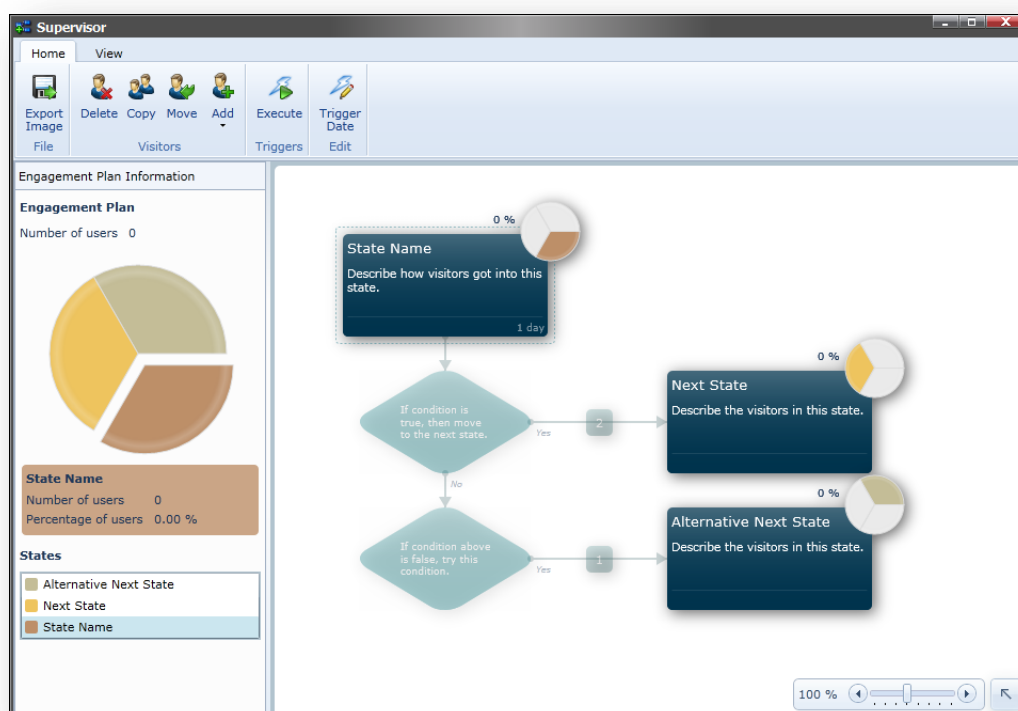 Supervisor
Home View
Export
Image
Delete Copy Move Add
Execute
Trigger
Date
File Visitors Triggers Edit
Engagement Plan Information
Engagement Plan
Number of users 0
State Name
Number of users 0
Percentage of users 0.00 %
States
Alternative Next State
Next State
State Name
0 %
State Name
Describe how visitors got into this
state.
1 day
If condition is
true, then move
to the next state.
Yes
2
0 %
Next State
Describe the visitors in this state.
No
If condition above
is false, try this
condition.
Yes
1
0 %
Alternative Next State
Describe the visitors in this state.
100 %